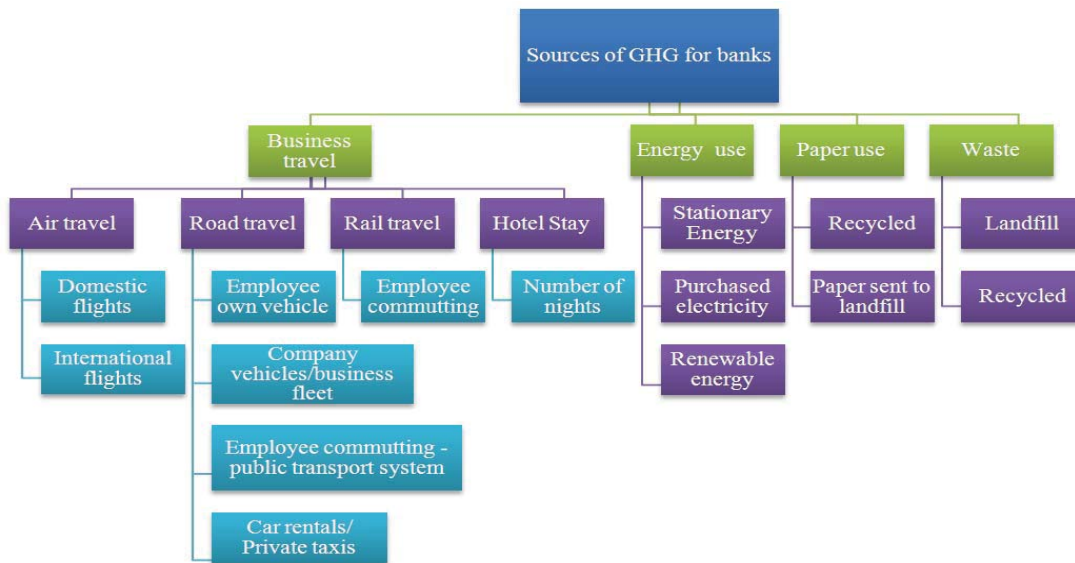 Sources of GHG for banks
Business
travel
Energy use
Paper use
Waste
Air travel
Road travel
Rail travel
Hotel Stay
Stationary
Energy
Recycled
Landfill
Domestic
flights
Employee
own vehicle
Employee
commutting
Number of
nights
Purchased
electricity
Paper sent to
landfill
Recycled
International
flights
Company
vehicles/business
fleet
Renewable
energy
Employee commutting -
public transport system
Car rentals/
Private taxis